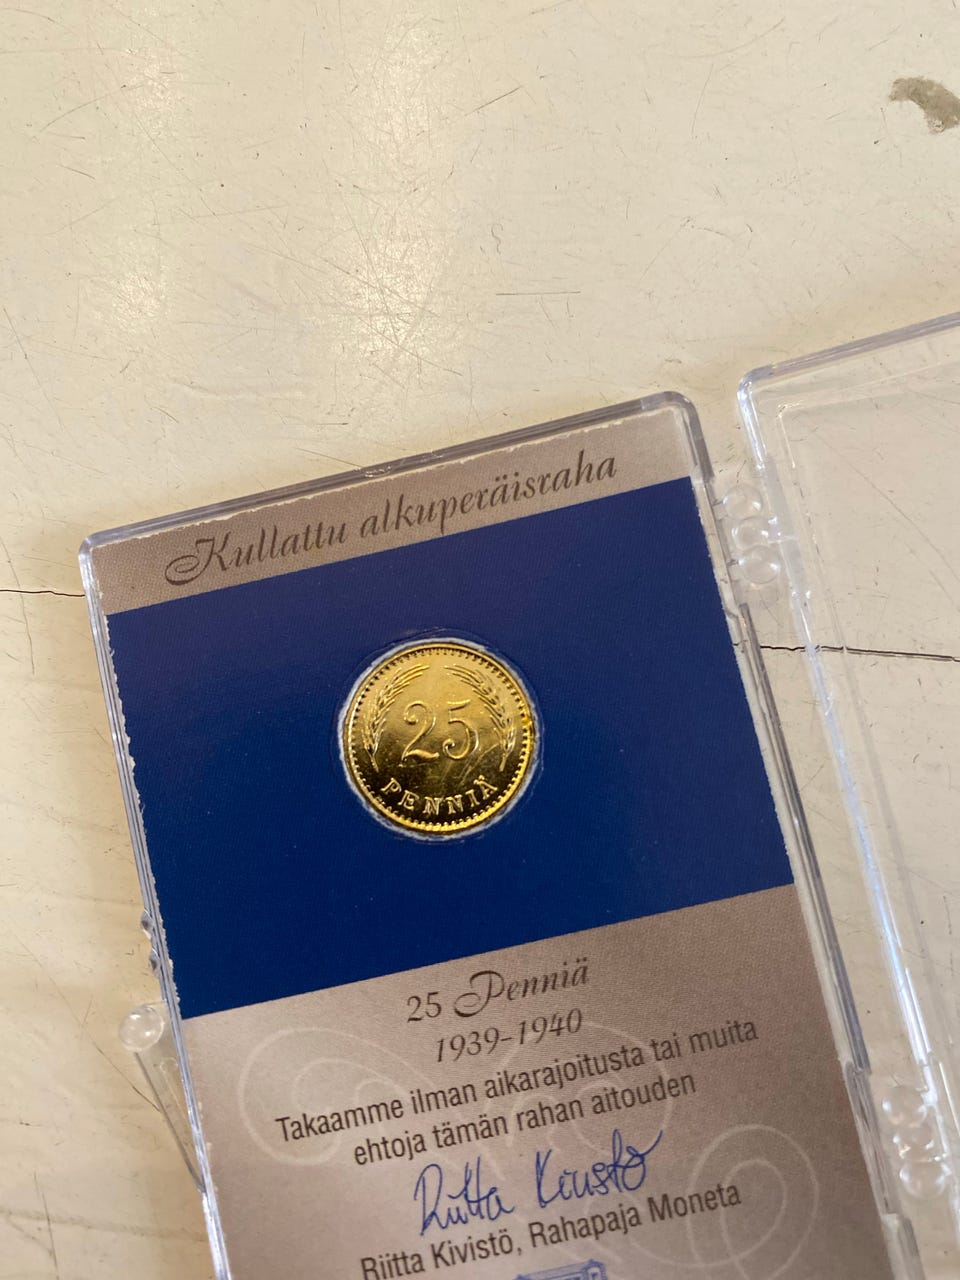 Kullattu alkuperäisraha
25
PENNIÄ
25 Penniä
1939-1940
Takaamme ilman aikarajoitusta tai muita
ehtoja tämän rahan aitouden
Riitta Kivistö
Riitta Kivistö, Rahapaja Moneta